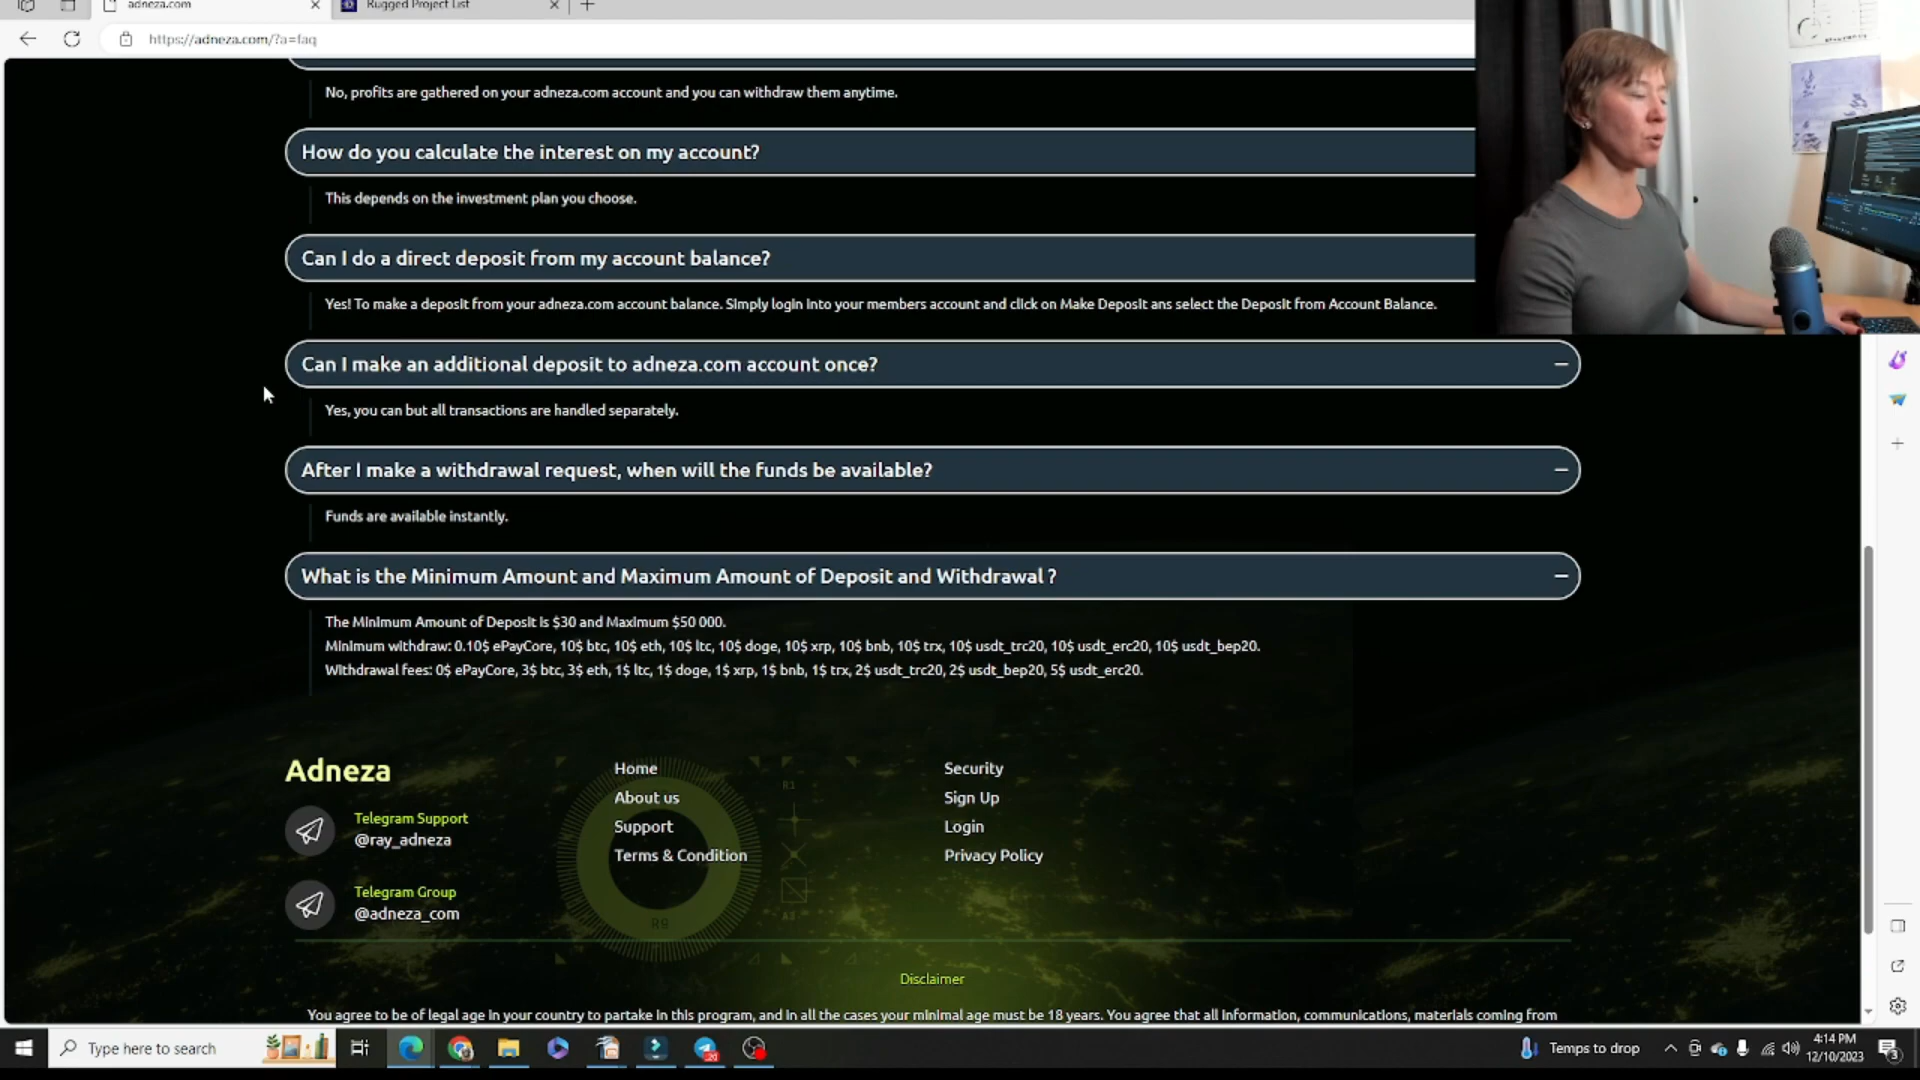 adneza.com
Rugged Project List
https://adneza.com/?a=faq
No, profits are gathered on your adneza.com account and you can withdraw them anytime.
How do you calculate the interest on my account?
This depends on the investment plan you choose.
Can I do a direct deposit from my account balance?
Yes! To make a deposit from your adneza.com account balance. Simply login into your members account and click on Make Deposit ans select the Deposit from Account Balance.
Can I make an additional deposit to adneza.com account once?
Yes, you can but all transactions are handled separately.
After I make a withdrawal request, when will the funds be available?
Funds are available instantly.
What is the Minimum Amount and Maximum Amount of Deposit and Withdrawal ?
The Minimum Amount of Deposit is $30 and Maximum $50 000.
Minimum withdraw: 0.10$ ePayCore, 10$ btc, 10$ eth, 10$ ltc, 10$ doge, 10$ xrp, 10$ bnb, 10$ trx, 10$ usdt_trc20, 10$ usdt_erc20, 10$ usdt_bep20.
Withdrawal fees: 0$ ePayCore, 3$ btc, 3$ eth, 1$ ltc, 1$ doge, 1$ xrp, 1$ bnb, 1$ trx, 2$ usdt_trc20, 2$ usdt_bep20, 5$ usdt_erc20.
Adneza
Telegram Support
@ray_adneza
Telegram Group
@adneza_com
Home
About us
Support
Terms & Condition
Security
Sign Up
Login
Privacy Policy
R1
R9
Disclaimer
You agree to be of legal age in your country to partake in this program, and in all the cases your minimal age must be 18 years. You agree that all information, communications, materials coming from
Type here to search
Temps to drop
4:14 PM
12/10/2023
3